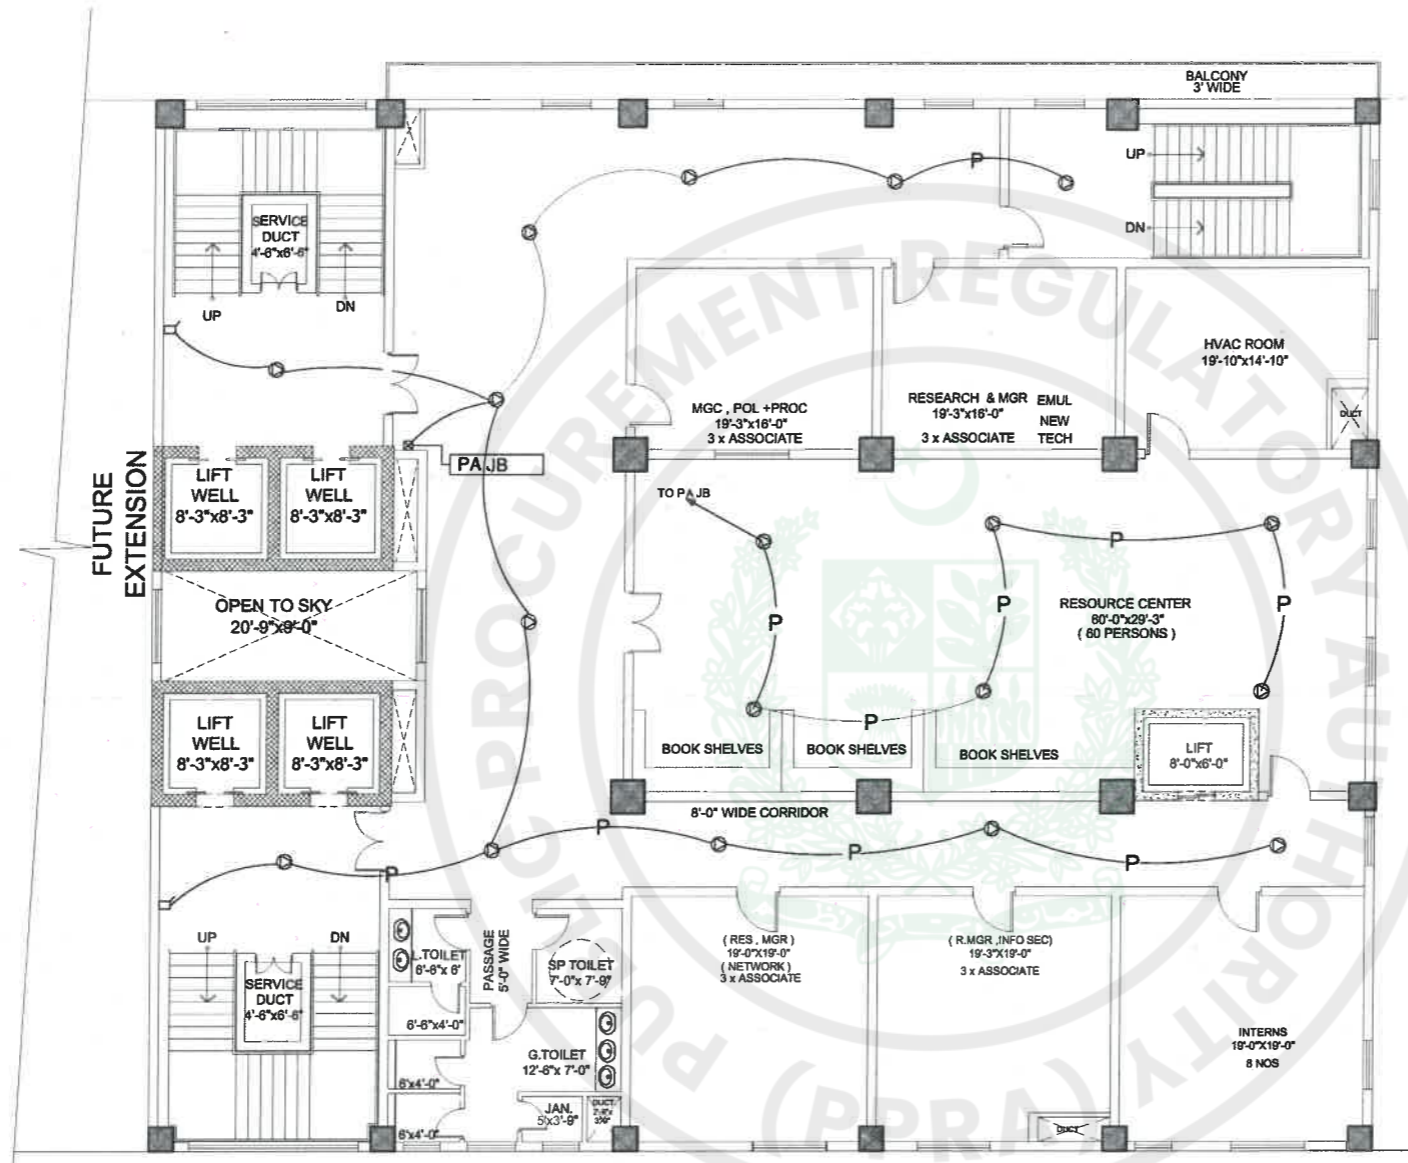 BALCONY
3' WIDE
UP
DN
P
SERVICE
DUCT
4'-6"x6'-6"
UP
DN
HVAC ROOM
19'-10"x14'-10"
DUCT
MGC , POL +PROC
19'-3"x16'-0"
3 x ASSOCIATE
RESEARCH & MGR
19'-3"x16'-0"
3 x ASSOCIATE
EMUL
NEW
TECH
PA JB
FUTURE
EXTENSION
LIFT
WELL
8'-3"x8'-3"
LIFT
WELL
8'-3"x8'-3"
TO PA JB
P
P
P
P
P
OPEN TO SKY
20'-9"x9'-0"
RESOURCE CENTER
60'-0"x29'-3"
( 60 PERSONS )
LIFT
WELL
8'-3"x8'-3"
LIFT
WELL
8'-3"x8'-3"
BOOK SHELVES
BOOK SHELVES
BOOK SHELVES
LIFT
8'-0"x6'-0"
8'-0" WIDE CORRIDOR
P
P
P
P
UP
DN
SERVICE
DUCT
4'-6"x6'-6"
L.TOILET
6'-6"x 6'
PASSAGE
5'-0" WIDE
SP TOILET
7'-0"x 7'-9"
6'-6"x4'-0"
G.TOILET
12'-6"x 7'-0"
6'x4'-0"
6'x4'-0"
JAN.
5'x3'-9"
DUCT
( RES , MGR )
19'-0"X19'-0"
( NETWORK )
3 x ASSOCIATE
( R.MGR ,INFO SEC)
19'-3"X19'-0"
3 x ASSOCIATE
INTERNS
19'-0"X19'-0"
8 NOS
DUCT
PUBLIC PROCUREMENT REGULATORY AUTHORITY (PPRA)